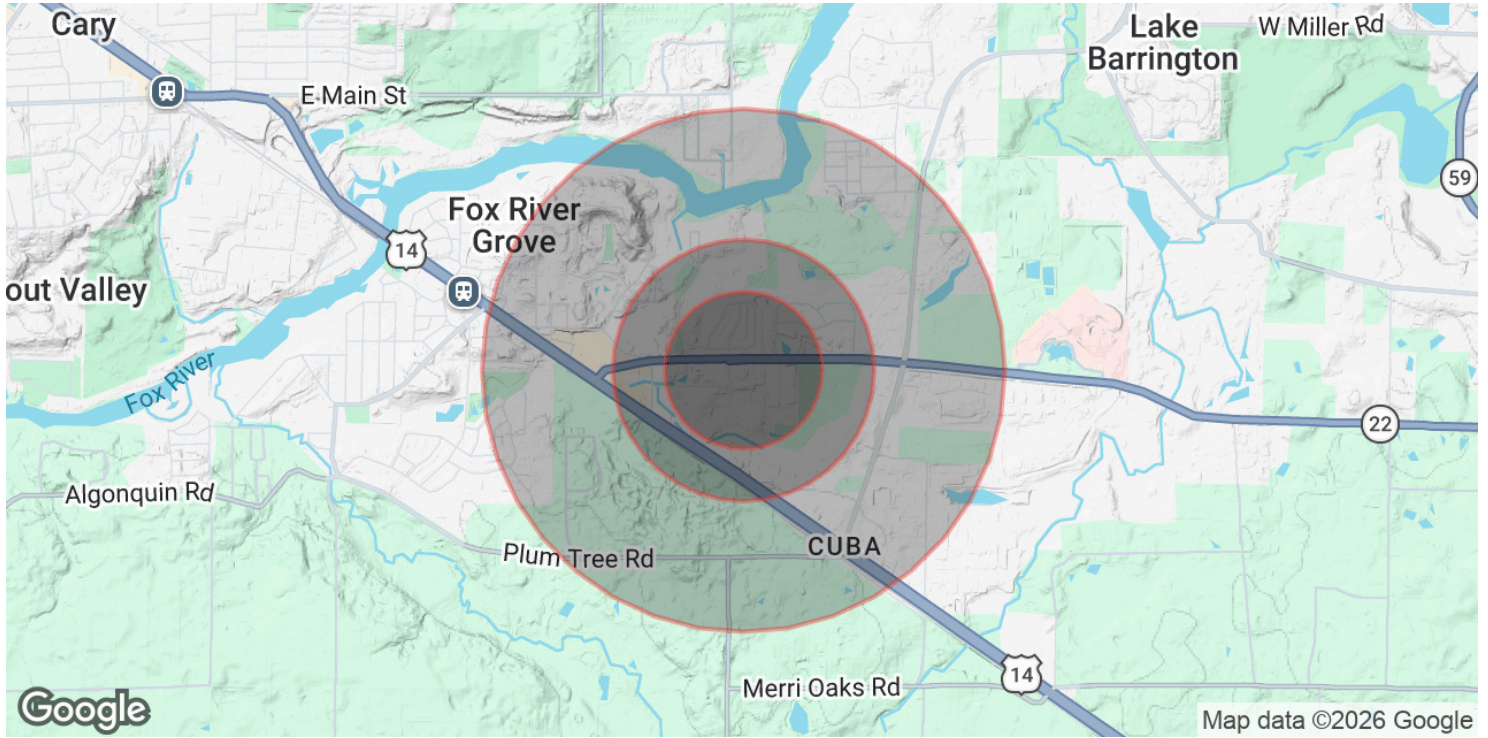 Cary
Lake
Barrington
W Miller Rd
E Main St
59
Fox River
Grove
14
out Valley
Fox River
22
Algonquin Rd
Plum Tree Rd
CUBA
14
Merri Oaks Rd
Google
Map data ©2026 Google